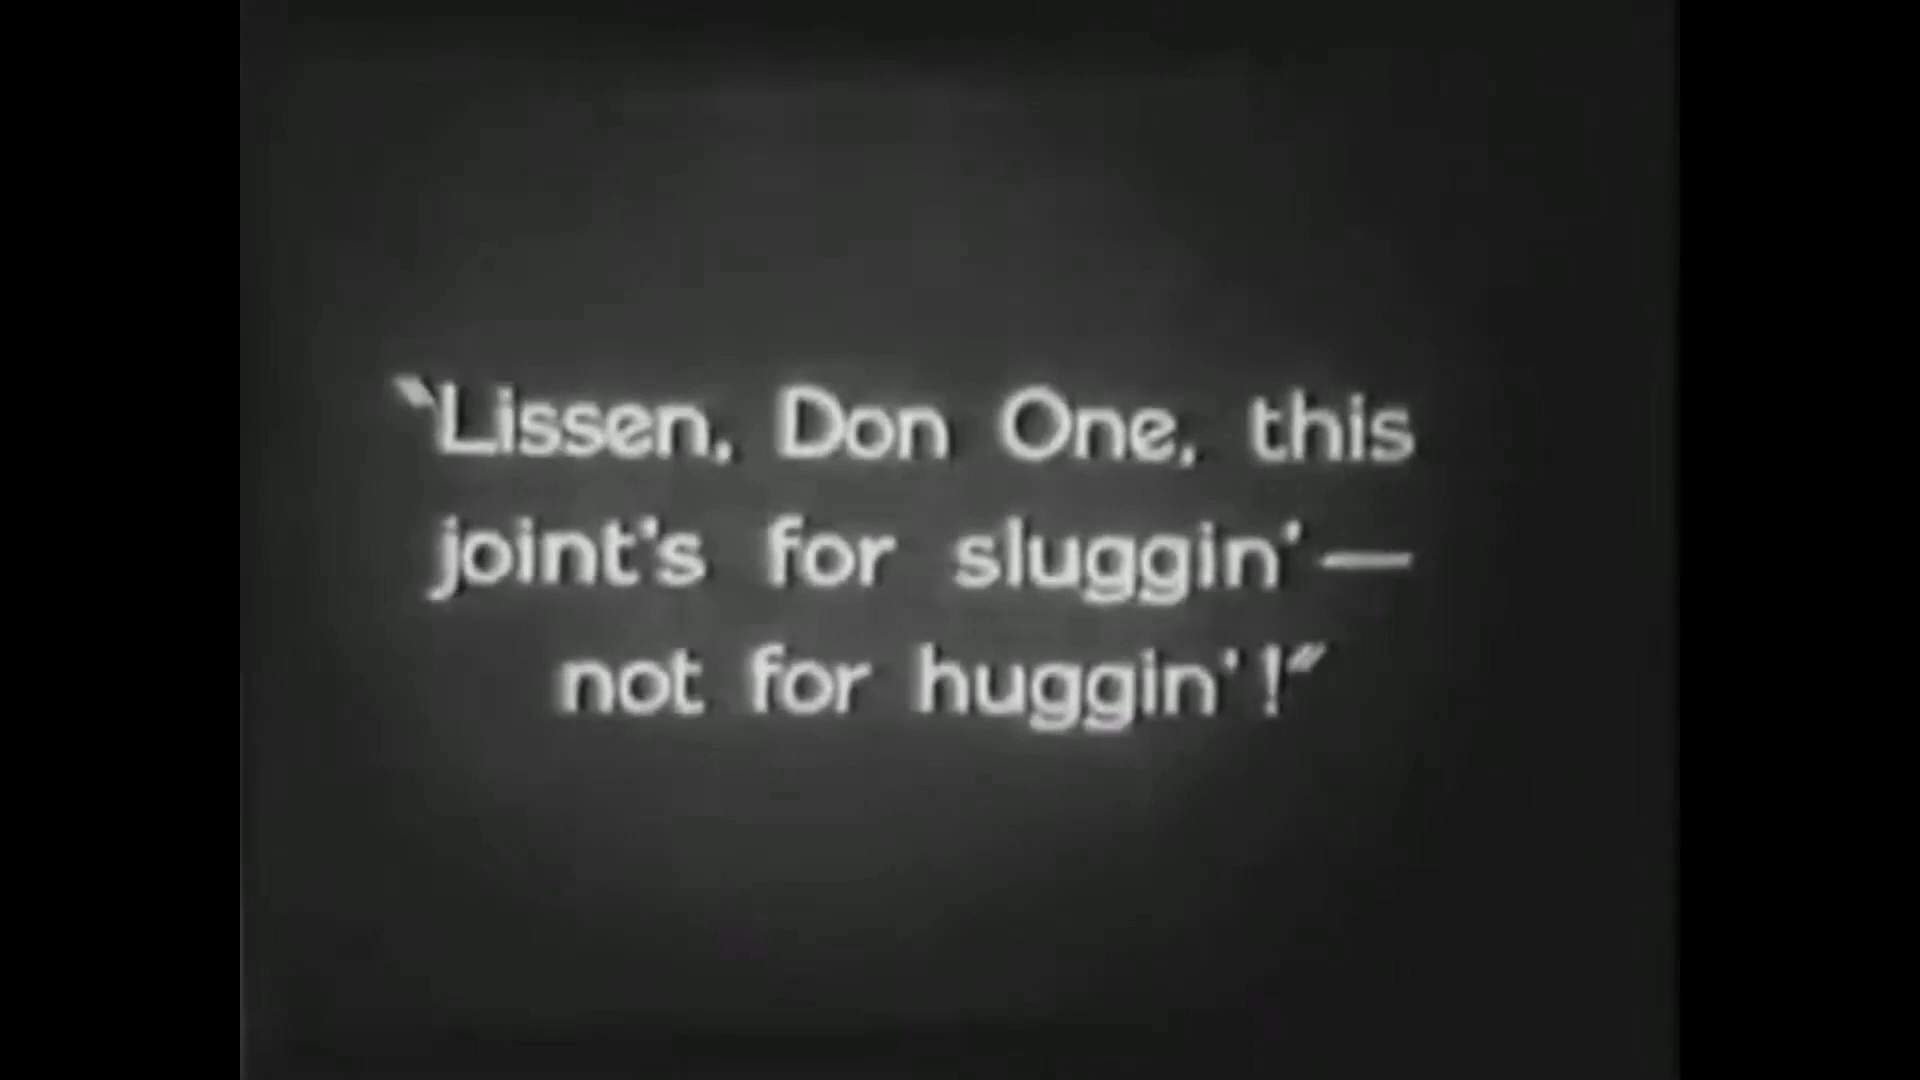 "Lissen, Don One, this
joint's for sluggin'—
not for huggin'!"